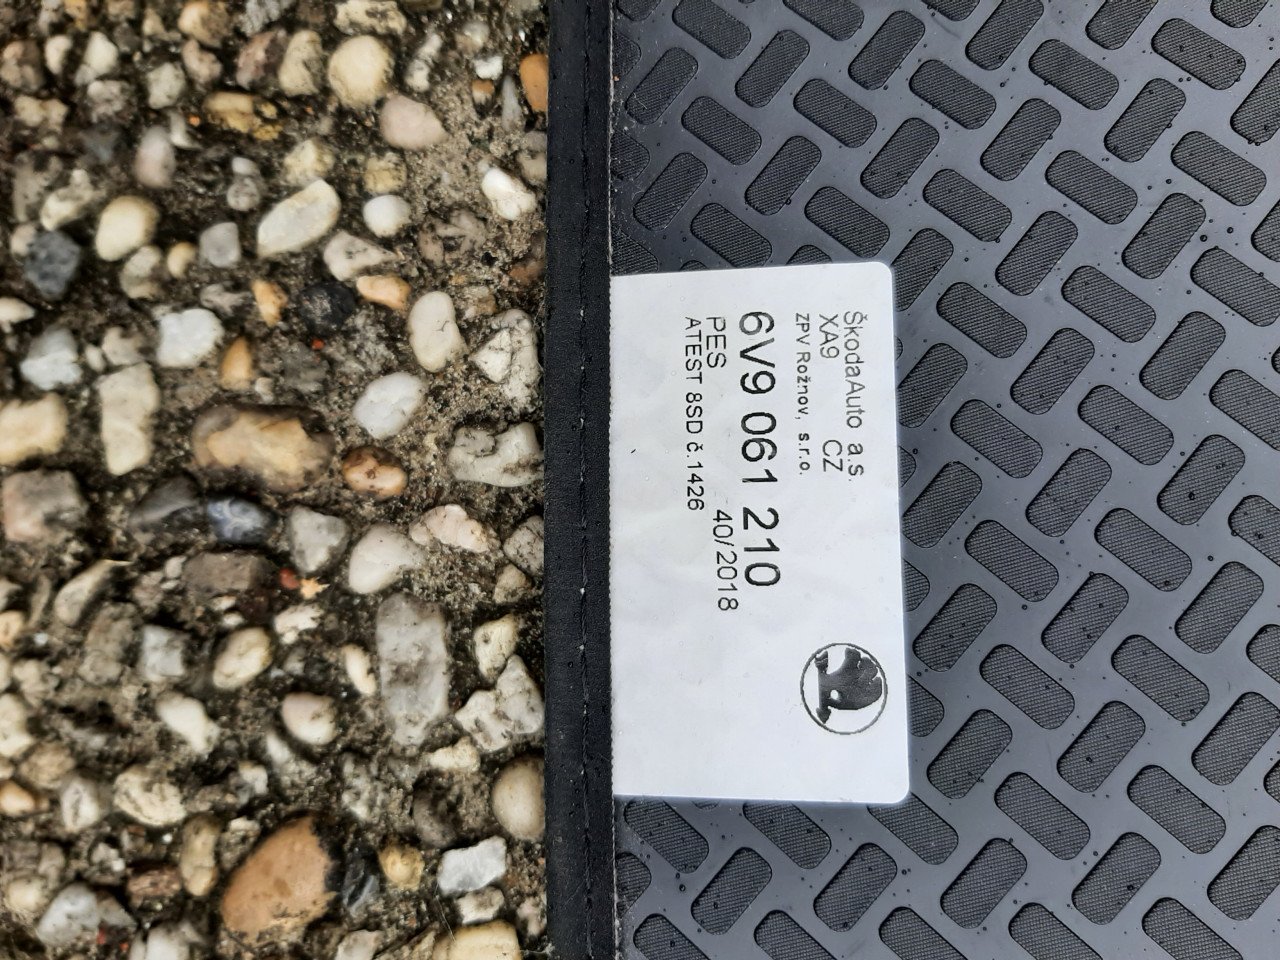 ŠkodaAuto a.s.
XA9 CZ
ZPV Rožnov, s.r.o.
6V9 061 210
PES 40/2018
ATEST 8SD č.1426